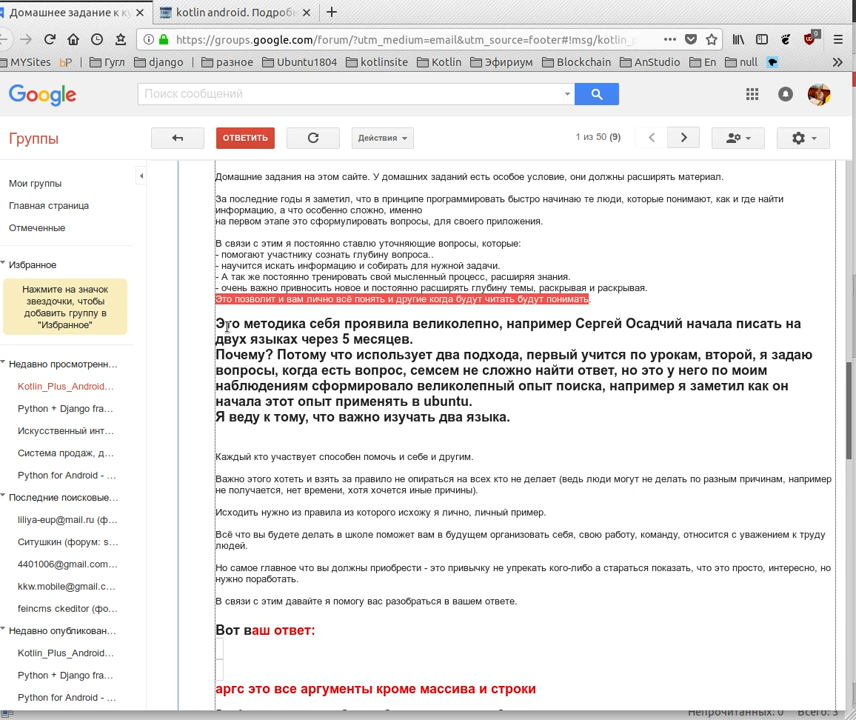 Домашнее задание к к
kotlin android. Подробн
https://groups.google.com/forum/?utm_medium=email&utm_source=footer#!msg/kotlin_p
9
MYSites
bP
Гугл
django
разное
Ubuntu1804
kotlinsite
Kotlin
Эфириум
Blockchain
AnStudio
En
null
Google
Поиск сообщений
Группы
ОТВЕТИТЬ
Действия
1 из 50 (9)
Мои группы
Главная страница
Отмеченные
Избранное
Нажмите на значок
звездочки, чтобы
добавить группу в
"Избранное"
Недавно просмотренн...
Kotlin_Plus_Android...
Python + Django fra...
Искусственный инт...
Система продаж, д...
Python for Android - ...
Последние поисковые...
liliya-eup@mail.ru (ф...
Ситушкин (форум: s...
4401006@gmail.com...
kkw.mobile@gmail.c...
feincms ckeditor (фо...
Недавно опубликован...
Kotlin_Plus_Android...
Python + Django fra...
Python for Android - ...
Домашние задания на этом сайте. У домашних заданий есть особое условие, они должны расширять материал.
За последние годы я заметил, что в принципе программировать быстро начинаю те люди, которые понимают, как и где найти
информацию, а что особенно сложно, именно
на первом этапе это сформулировать вопросы, для своего приложения.
В связи с этим я постоянно ставлю уточняющие вопросы, которые:
- помогают участнику сознать глубину вопроса..
- научится искать информацию и собирать для нужной задачи.
- А так же постоянно тренировать свой мысленный процесс, расширяя знания.
- очень важно привносить новое и постоянно расширять глубину темы, раскрывая и раскрывая.
Это позволит и вам лично всё понять и другие когда будут читать будут понимать.
Это методика себя проявила великолепно, например Сергей Осадчий начала писать на
двух языках через 5 месяцев.
Почему? Потому что использует два подхода, первый учится по урокам, второй, я задаю
вопросы, когда есть вопрос, семсем не сложно найти ответ, но это у него по моим
наблюдениям сформировало великолепный опыт поиска, например я заметил как он
начала этот опыт применять в ubuntu.
Я веду к тому, что важно изучать два языка.
Каждый кто участвует способен помочь и себе и другим.
Важно этого хотеть и взять за правило не опираться на всех кто не делает (ведь люди могут не делать по разным причинам, например
не получается, нет времени, хотя хочется иные причины).
Исходить нужно из правила из которого исхожу я лично, личный пример.
Всё что вы будете делать в школе поможет вам в будущем организовать себя, свою работу, команду, относится с уважением к труду
людей.
Но самое главное что вы должны приобрести - это привычку не упрекать кого-либо а стараться показать, что это просто, интересно, но
нужно поработать.
В связи с этим давайте я помогу вас разобраться в вашем ответе.
Вот ваш ответ:
аргс это все аргументы кроме массива и строки
Непрочитанных: 0
Всего: 3